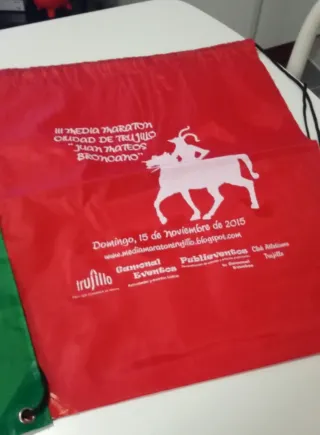 III MEDIA MARATON
CIUDAD DE TRUJILLO
"JUAN MATEOS
BRONCANO"
Domingo, 15 de noviembre de 2015
www.mediamaratontrujillo.blogspot.com
trujillo
Gamonal
Eventos
Publieventos
Club Atletismo
Trujillo